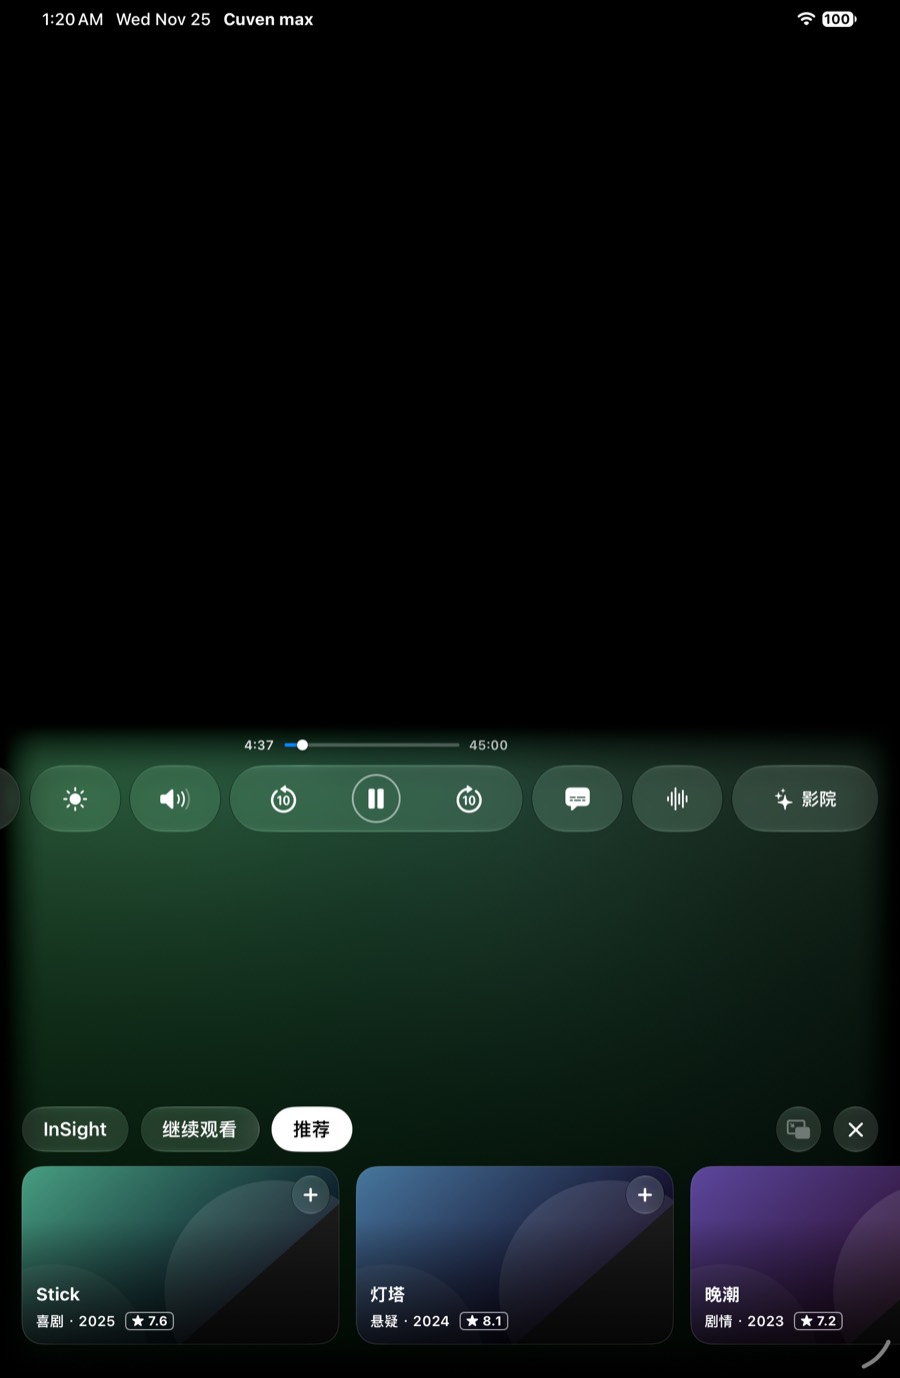 1:20 AM Wed Nov 25 Cuven max 100
4:37 45:00
10 10 影院
InSight 继续观看 推荐
Stick
喜剧 · 2025 ★ 7.6
灯塔
悬疑 · 2024 ★ 8.1
晚潮
剧情 · 2023 ★ 7.2